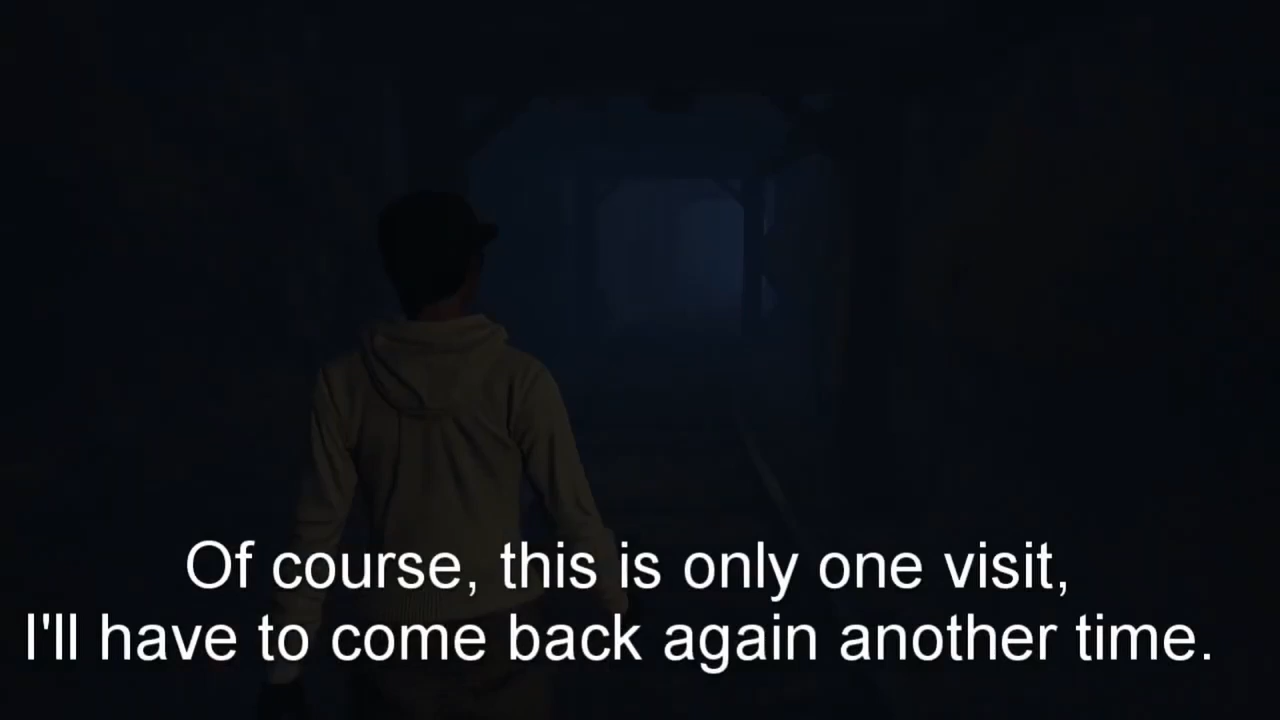 Of course, this is only one visit,
I'll have to come back again another time.